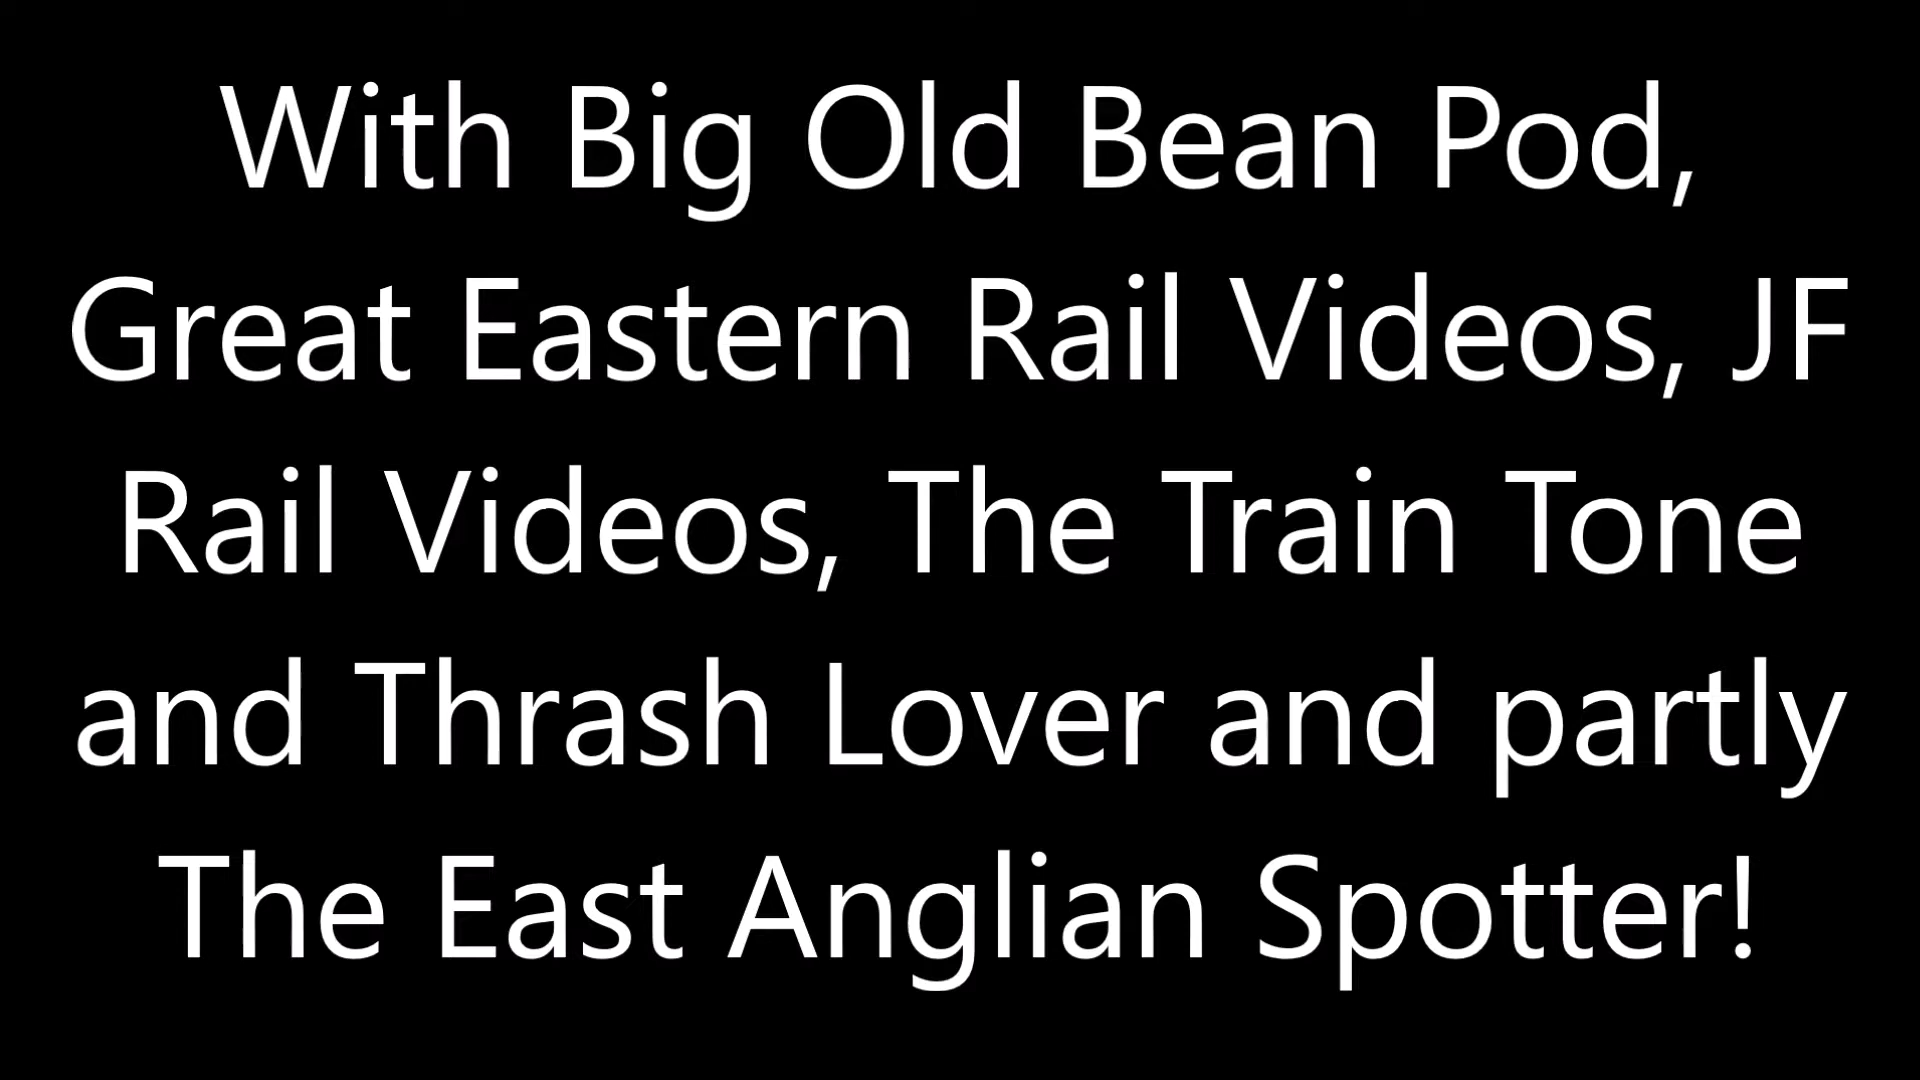 With Big Old Bean Pod,
Great Eastern Rail Videos, JF
Rail Videos, The Train Tone
and Thrash Lover and partly
The East Anglian Spotter!